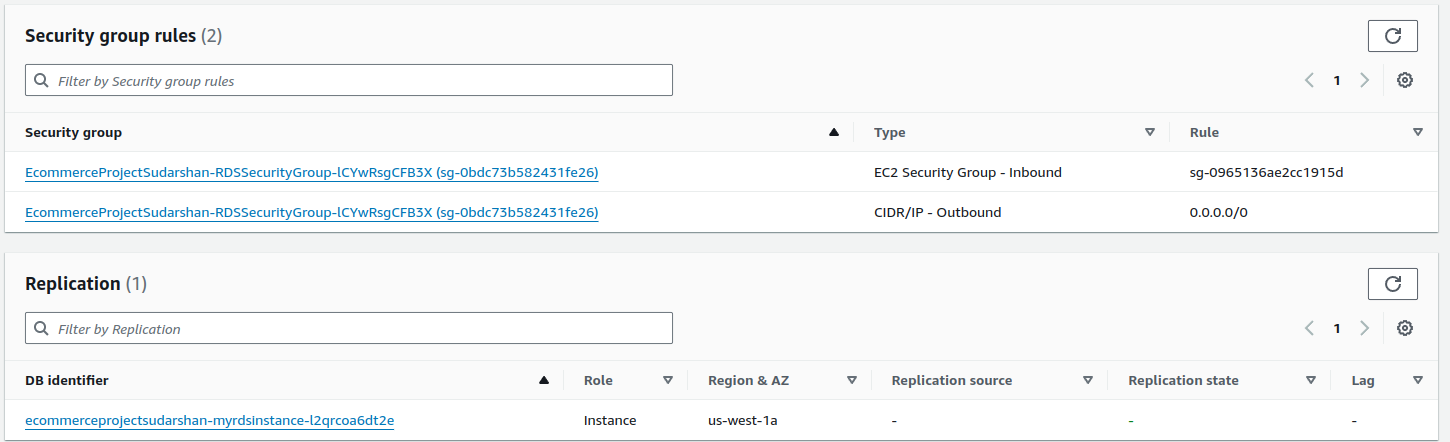 Security group rules (2)
Filter by Security group rules
1
Security group Type Rule
EcommerceProjectSudarshan-RDSSecurityGroup-lCYwRsgCFB3X (sg-0bdc73b582431fe26) EC2 Security Group - Inbound sg-0965136ae2cc1915d
EcommerceProjectSudarshan-RDSSecurityGroup-lCYwRsgCFB3X (sg-0bdc73b582431fe26) CIDR/IP - Outbound 0.0.0.0/0
Replication (1)
Filter by Replication
1
DB identifier Role Region & AZ Replication source Replication state Lag
ecommerceprojectsudarshan-myrdsinstance-l2qrcoa6dt2e Instance us-west-1a - - -